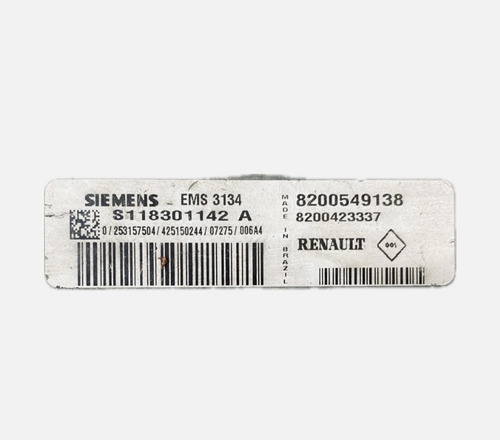 SIEMENS EMS 3134
S118301142 A
0/253157504/425150244/07275/006A4
MADE IN BRAZIL
8200549138
8200423337
RENAULT